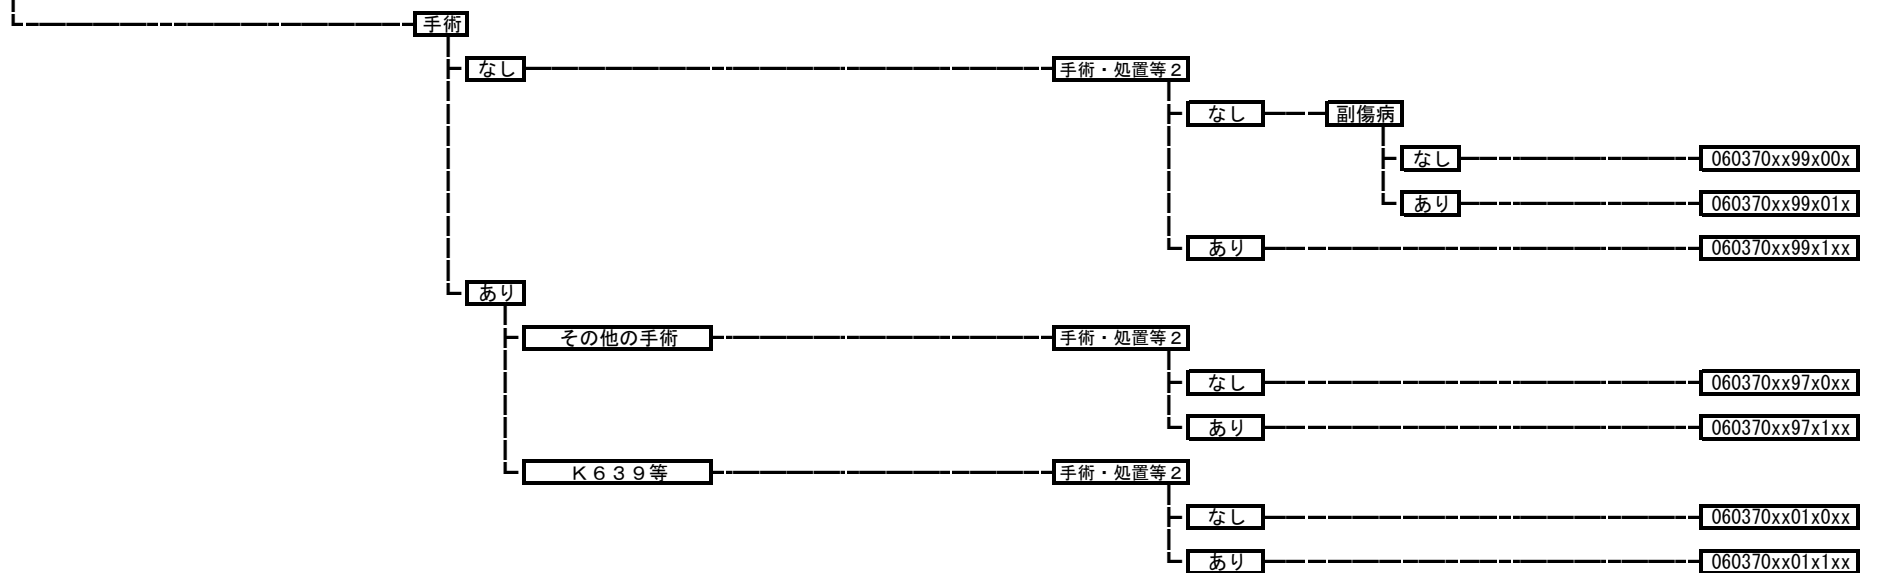 手術
なし 手術・処置等２
なし 副傷病
なし 060370xx99x00x
あり 060370xx99x01x
あり 060370xx99x1xx
あり
その他の手術 手術・処置等２
なし 060370xx97x0xx
あり 060370xx97x1xx
Ｋ６３９等 手術・処置等２
なし 060370xx01x0xx
あり 060370xx01x1xx